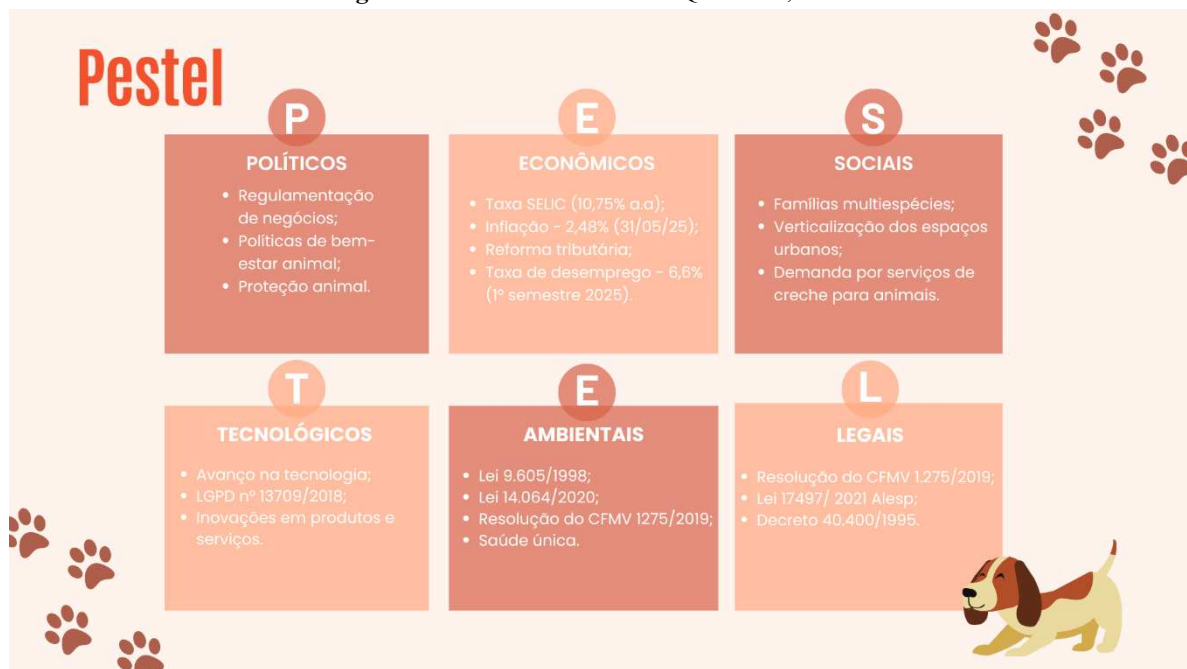 Pestel
P
POLÍTICOS
• Regulamentação
de negócios;
• Políticas de bem-
estar animal;
• Proteção animal.
E
ECONÔMICOS
• Taxa SELIC (10,75% a.a);
• Inflação - 2,48% (31/05/25);
• Reforma tributária;
• Taxa de desemprego - 6,6%
(1º semestre 2025).
S
SOCIAIS
• Famílias multiespécies;
• Verticalização dos espaços
urbanos;
• Demanda por serviços de
creche para animais.
T
TECNOLÓGICOS
• Avanço na tecnologia;
• LGPD nº 13709/2018;
• Inovações em produtos e
serviços.
E
AMBIENTAIS
• Lei 9.605/1998;
• Lei 14.064/2020;
• Resolução do CFMV 1275/2019;
• Saúde única.
L
LEGAIS
• Resolução do CFMV 1.275/2019;
• Lei 17497/ 2021 Alesp;
• Decreto 40.400/1995.